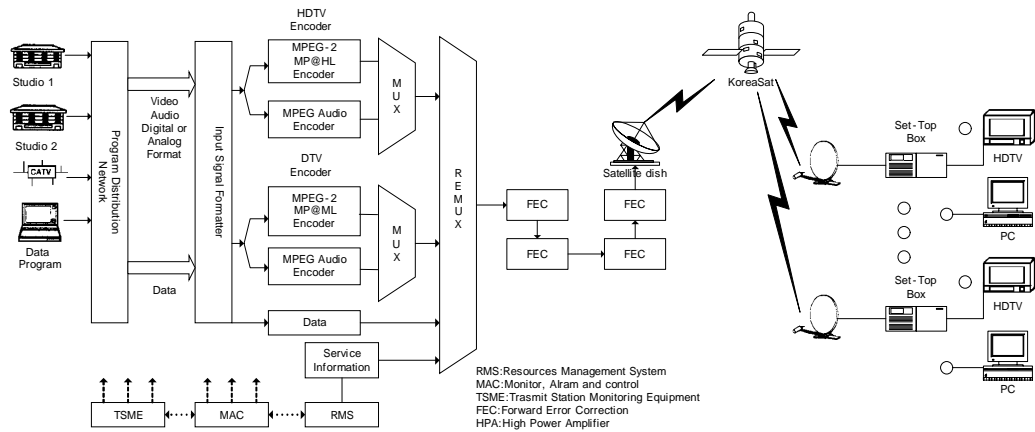 Studio 1
Studio 2
CATV
Data
Program
Program Distribution
Network
Video
Audio
Digital or
Analog
Format
Data
Input Signal Formatter
HDTV
Encoder
MPEG-2
MP@HL
Encoder
MPEG Audio
Encoder
MUX
DTV
Encoder
MPEG-2
MP@ML
Encoder
MPEG Audio
Encoder
MUX
Data
Service
Information
REMUX
TSME
MAC
RMS
FEC
FEC
FEC
FEC
Satellite dish
KoreaSat
Set-Top
Box
HDTV
PC
Set-Top
Box
HDTV
PC
RMS:Resources Management System
MAC:Monitor, Alram and control
TSME:Trasmit Station Monitoring Equipment
FEC:Forward Error Correction
HPA:High Power Amplifier